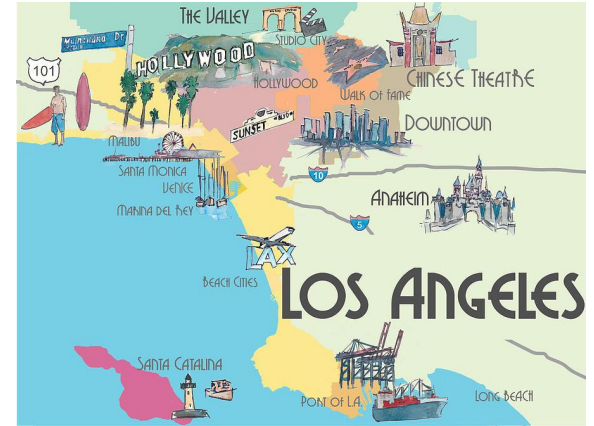 The Valley
Studio City
Mulholland Dr
101
HOLLYWOOD
Hollywood
Walk of Fame
Chinese Theatre
SUNSET BLVD
Downtown
Malibu
Santa Monica
Venice
Marina del Rey
10
5
Anaheim
LAX
Beach Cities
Los Angeles
Santa Catalina
Port of L.A.
Long Beach